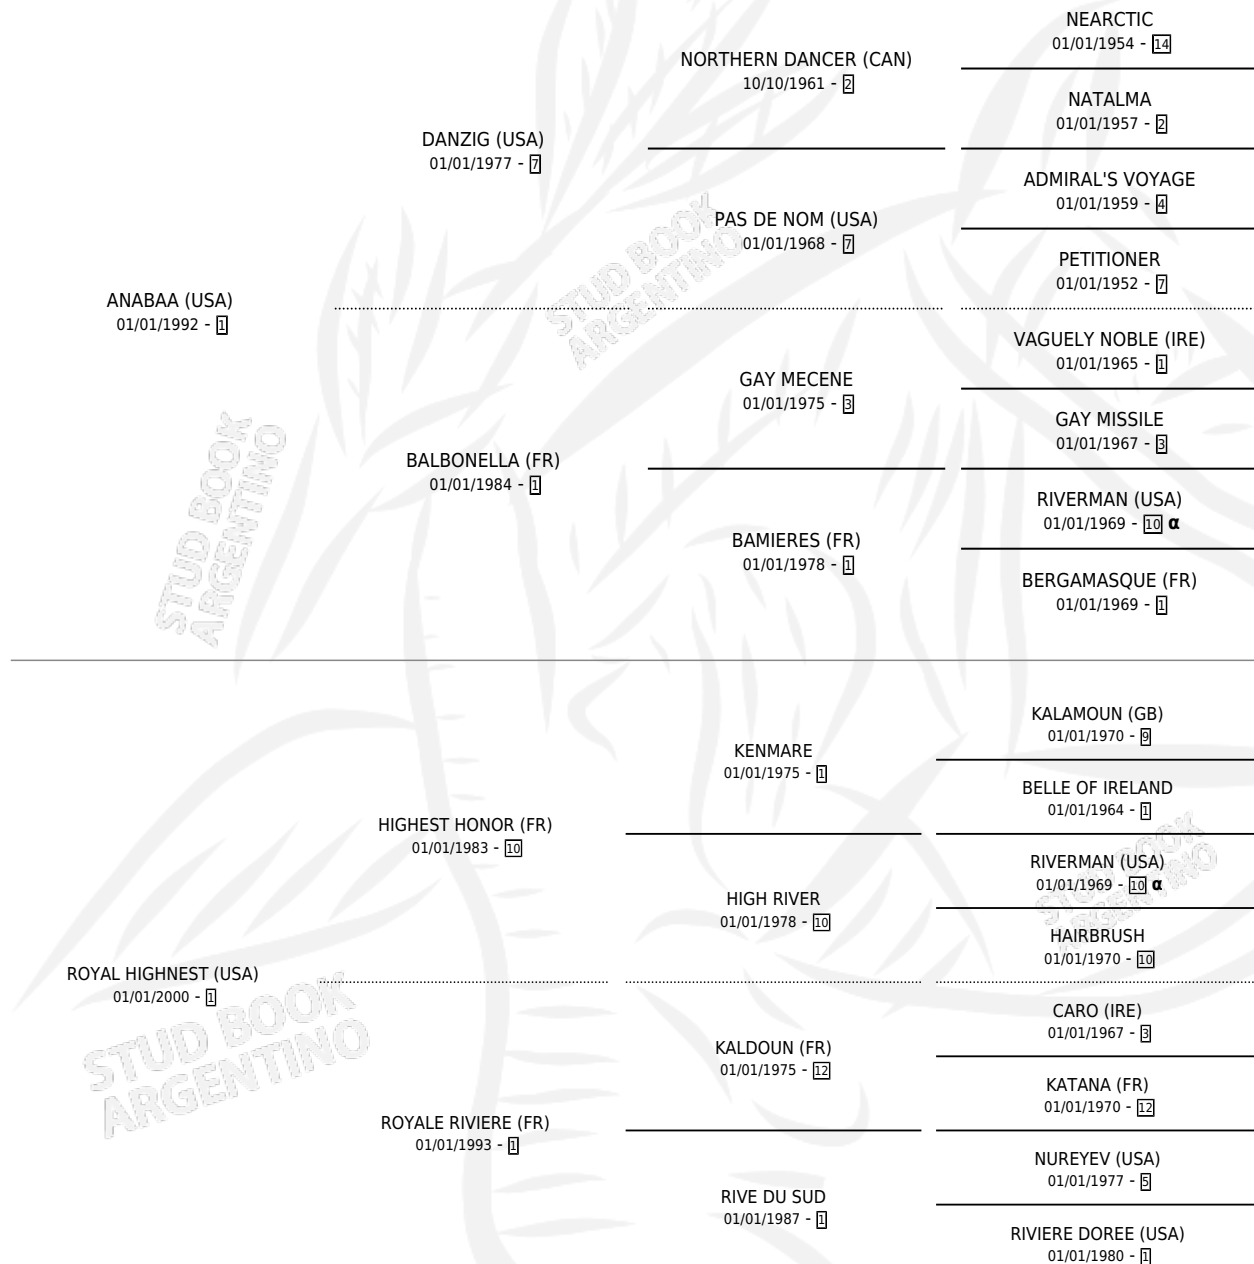 NEARCTIC
01/01/1954 - 14
NORTHERN DANCER (CAN)
10/10/1961 - 2
NATALMA
01/01/1957 - 2
DANZIG (USA)
01/01/1977 - 7
ADMIRAL'S VOYAGE
01/01/1959 - 4
PAS DE NOM (USA)
01/01/1968 - 7
PETITIONER
01/01/1952 - 7
ANABAA (USA)
01/01/1992 - 1
VAGUELY NOBLE (IRE)
01/01/1965 - 1
GAY MECENE
01/01/1975 - 3
GAY MISSILE
01/01/1967 - 3
BALBONELLA (FR)
01/01/1984 - 1
RIVERMAN (USA)
01/01/1969 - 10 α
BAMIERES (FR)
01/01/1978 - 1
BERGAMASQUE (FR)
01/01/1969 - 1
KALAMOUN (GB)
01/01/1970 - 9
KENMARE
01/01/1975 - 1
BELLE OF IRELAND
01/01/1964 - 1
HIGHEST HONOR (FR)
01/01/1983 - 10
RIVERMAN (USA)
01/01/1969 - 10 α
HIGH RIVER
01/01/1978 - 10
HAIRBRUSH
01/01/1970 - 10
ROYAL HIGHNEST (USA)
01/01/2000 - 1
CARO (IRE)
01/01/1967 - 3
KALDOUN (FR)
01/01/1975 - 12
KATANA (FR)
01/01/1970 - 12
ROYALE RIVIERE (FR)
01/01/1993 - 1
NUREYEV (USA)
01/01/1977 - 5
RIVE DU SUD
01/01/1987 - 1
RIVIERE DOREE (USA)
01/01/1980 - 1
STUD BOOK
ARGENTINO
STUD BOOK
ARGENTINO
STUD BOOK
ARGENTINO
STUD BOOK
ARGENTINO